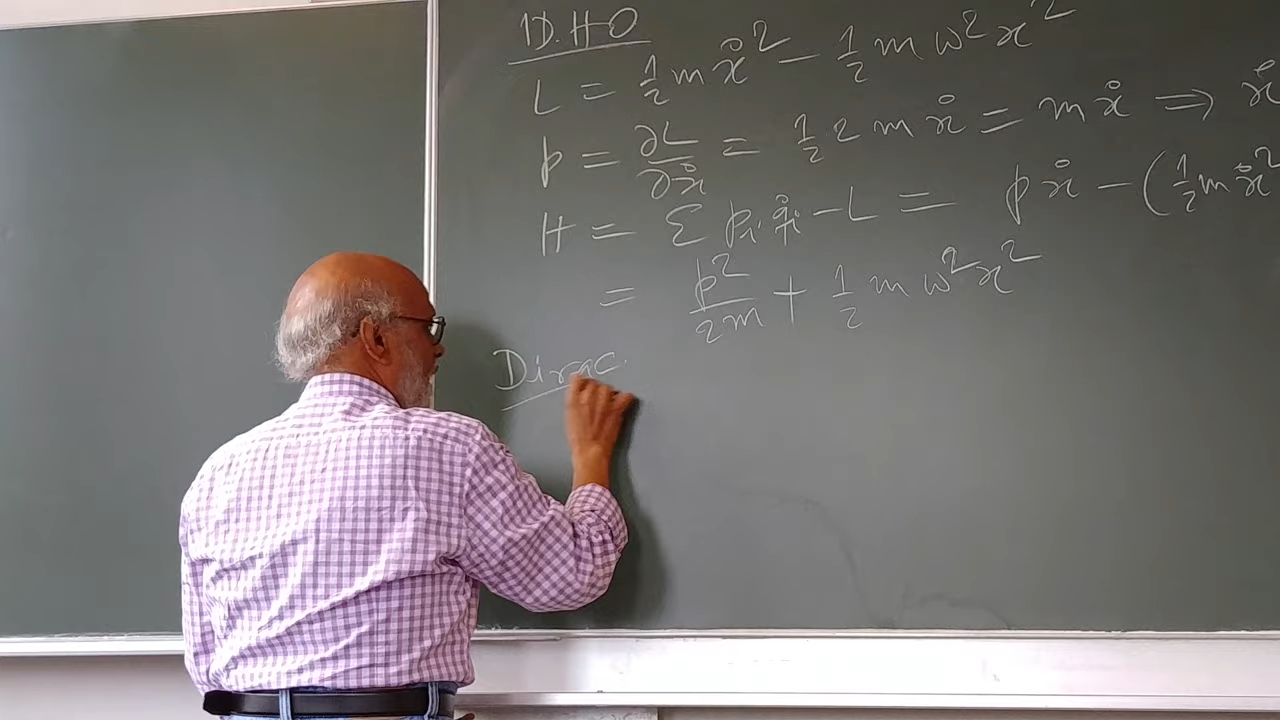 1D.HO
L = ½ m ẋ² − ½ m ω² x²
p = ∂L/∂ẋ = ½ 2 m ẋ = m ẋ ⇒ ẋ
H = Σ pᵢ q̇ᵢ − L = p ẋ − (½ m ẋ²
= p²/2m + ½ m ω² x²
Dirac